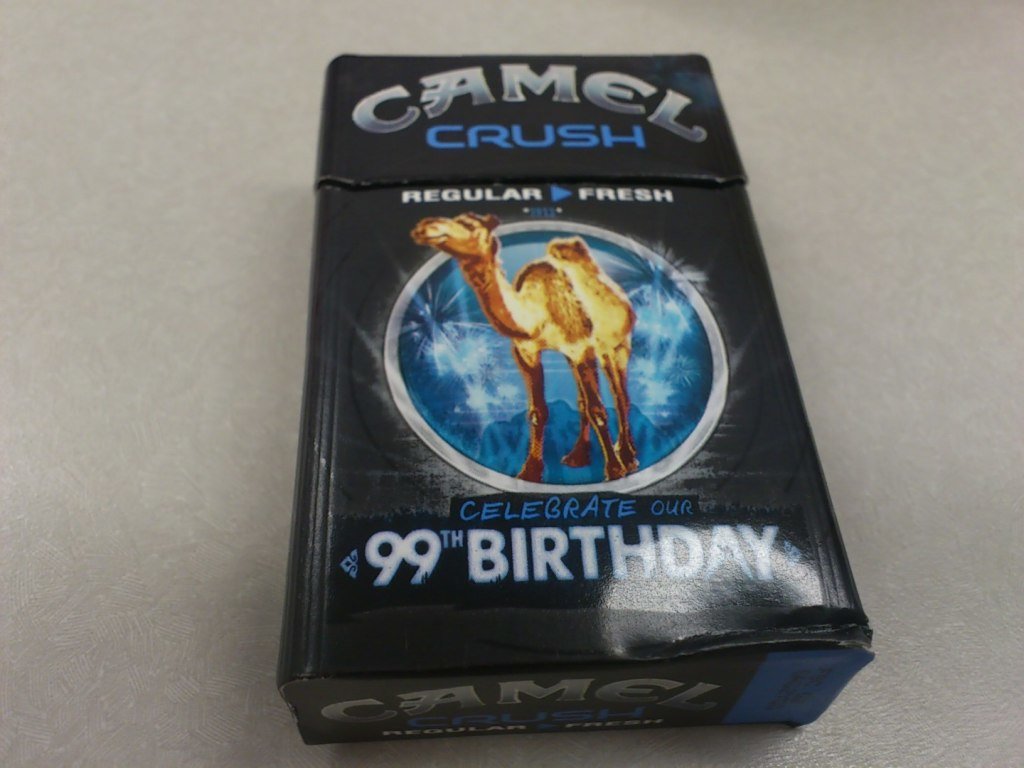 CAMEL
CRUSH
REGULAR FRESH
CELEBRATE OUR
99TH BIRTHDAY
CAMEL
CRUSH
REGULAR FRESH